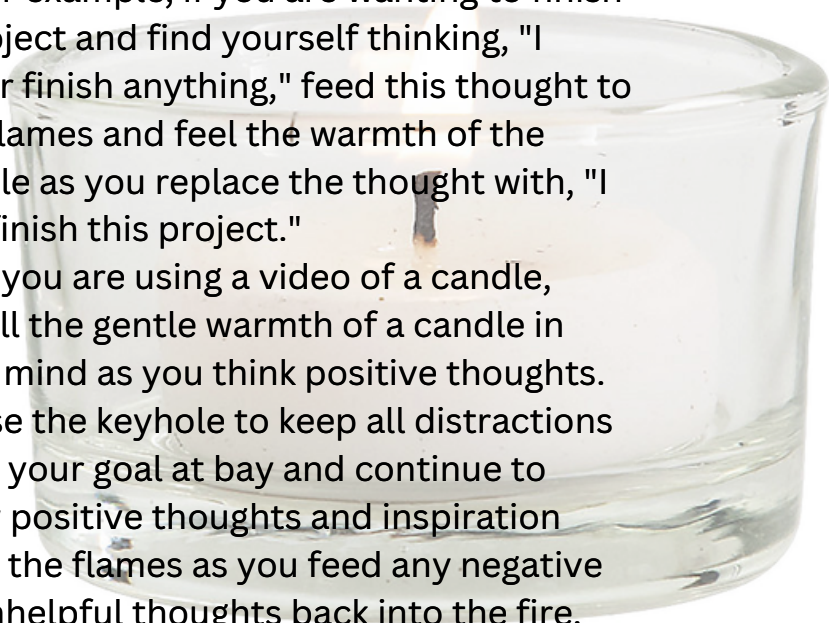 example, if you are wanting to finish
ject and find yourself thinking, "I
r finish anything," feed this thought to
lames and feel the warmth of the
le as you replace the thought with, "I
inish this project."
you are using a video of a candle,
ll the gentle warmth of a candle in
mind as you think positive thoughts.
se the keyhole to keep all distractions
your goal at bay and continue to
positive thoughts and inspiration
the flames as you feed any negative
helpful thoughts back into the fire.